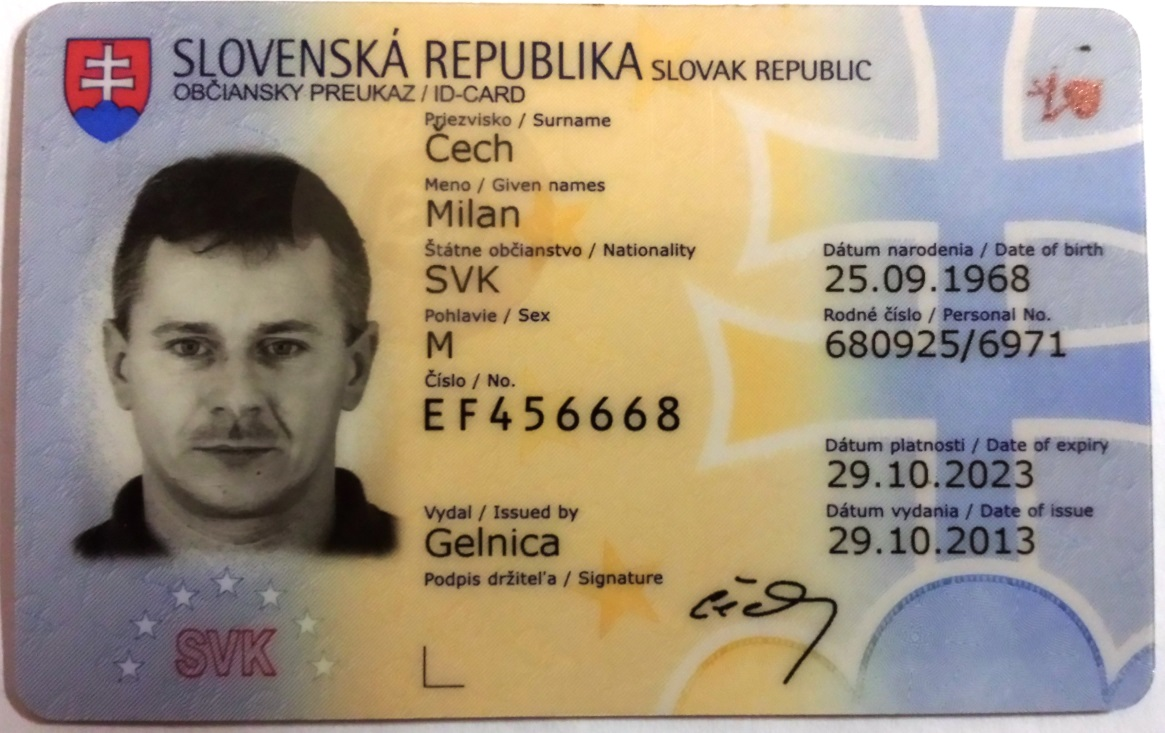 SLOVENSKÁ REPUBLIKA SLOVAK REPUBLIC
OBČIANSKY PREUKAZ / ID-CARD
Priezvisko / Surname
Čech
Meno / Given names
Milan
Štátne občianstvo / Nationality
SVK
Dátum narodenia / Date of birth
25.09.1968
Pohlavie / Sex
M
Rodné číslo / Personal No.
680925/6971
Číslo / No.
EF456668
Dátum platnosti / Date of expiry
29.10.2023
Vydal / Issued by
Gelnica
Dátum vydania / Date of issue
29.10.2013
Podpis držiteľa / Signature
Čech
SVK